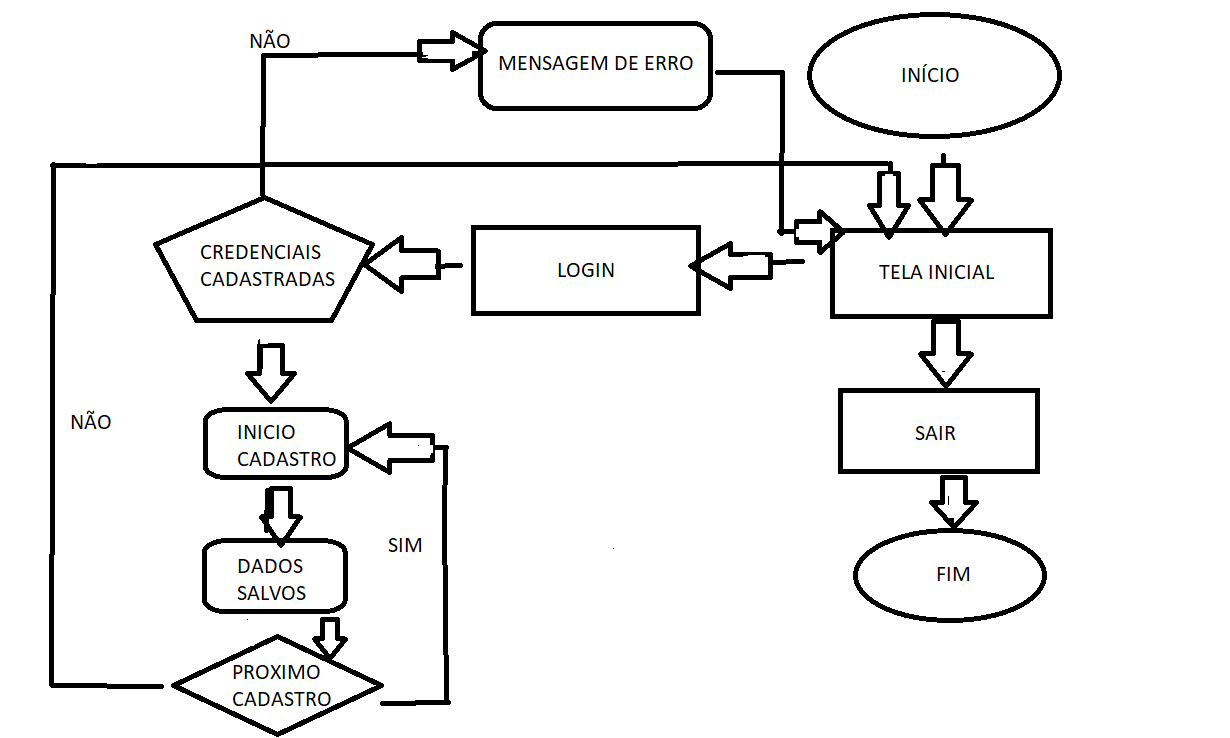 NÃO
MENSAGEM DE ERRO
INÍCIO
CREDENCIAIS
CADASTRADAS
LOGIN
TELA INICIAL
NÃO
INICIO
CADASTRO
SAIR
SIM
DADOS
SALVOS
FIM
PROXIMO
CADASTRO